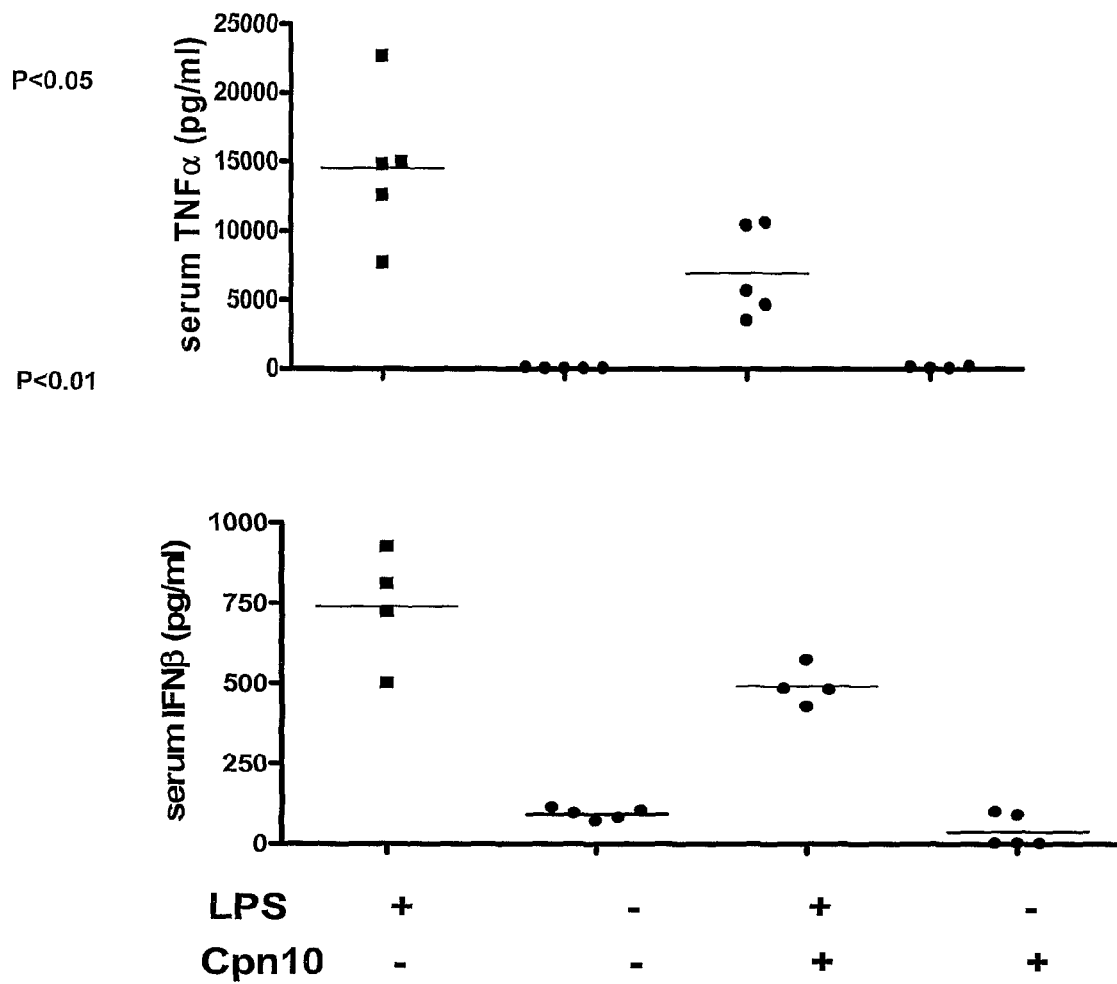 25000
P<0.05
20000
15000
10000
5000
0
serum TNFα (pg/ml)
P<0.01
1000
750
500
250
0
serum IFNβ (pg/ml)
LPS + - + -
Cpn10 - - + +